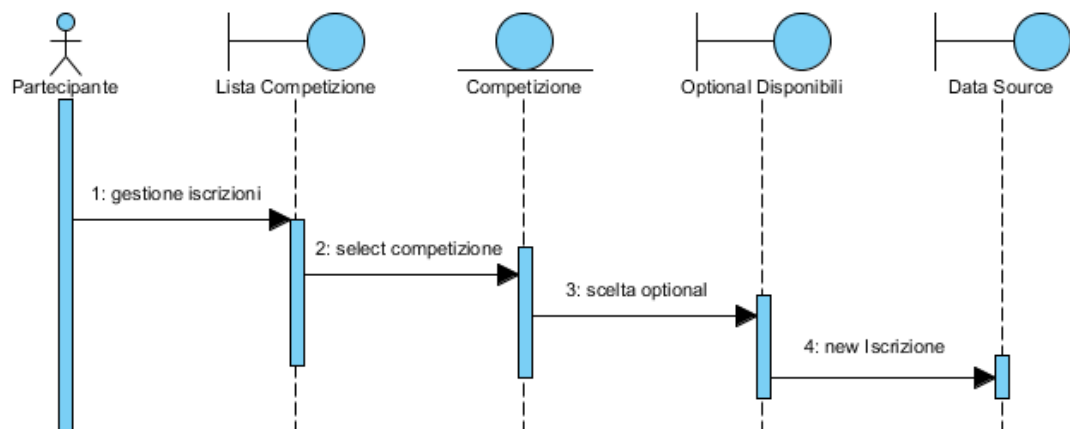 Partecipante
Lista Competizione
Competizione
Optional Disponibili
Data Source
1: gestione iscrizioni
2: select competizione
3: scelta optional
4: new Iscrizione